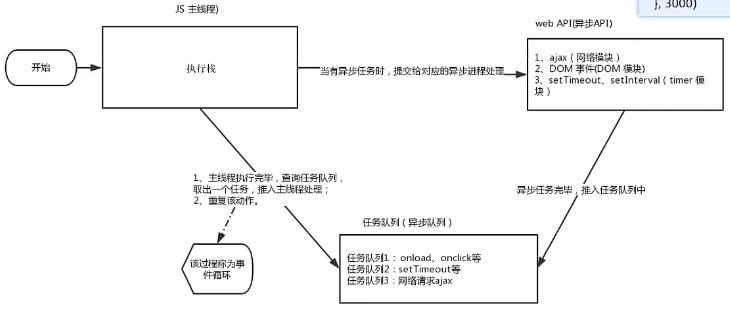 }, 3000)
JS 主线程)
web API(异步API)
开始
执行栈
当有异步任务时，提交给对应的异步进程处理
1、ajax（网络模块）
2、DOM 事件(DOM 模块)
3、setTimeout、setInterval（timer 模
块）
1、主线程执行完毕，查询任务队列，
取出一个任务，推入主线程处理；
2、重复该动作。
异步任务完毕，推入任务队列中
任务队列（异步队列）
该过程称为事
件循环
任务队列1： onload、onclick等
任务队列2：setTimeout等
任务队列3：网络请求ajax